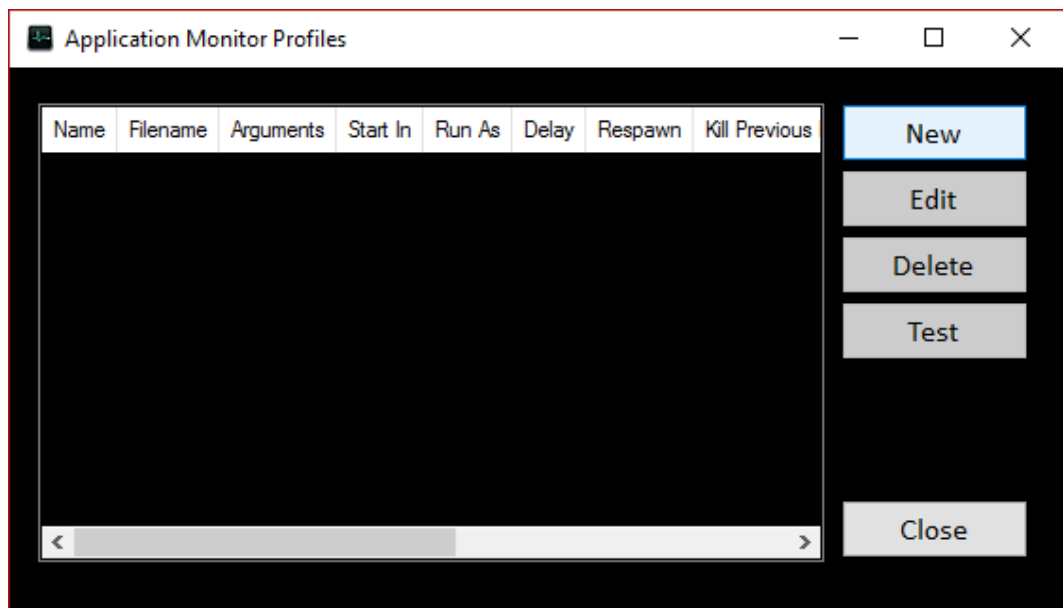 Application Monitor Profiles
Name Filename Arguments Start In Run As Delay Respawn Kill Previous
New
Edit
Delete
Test
Close